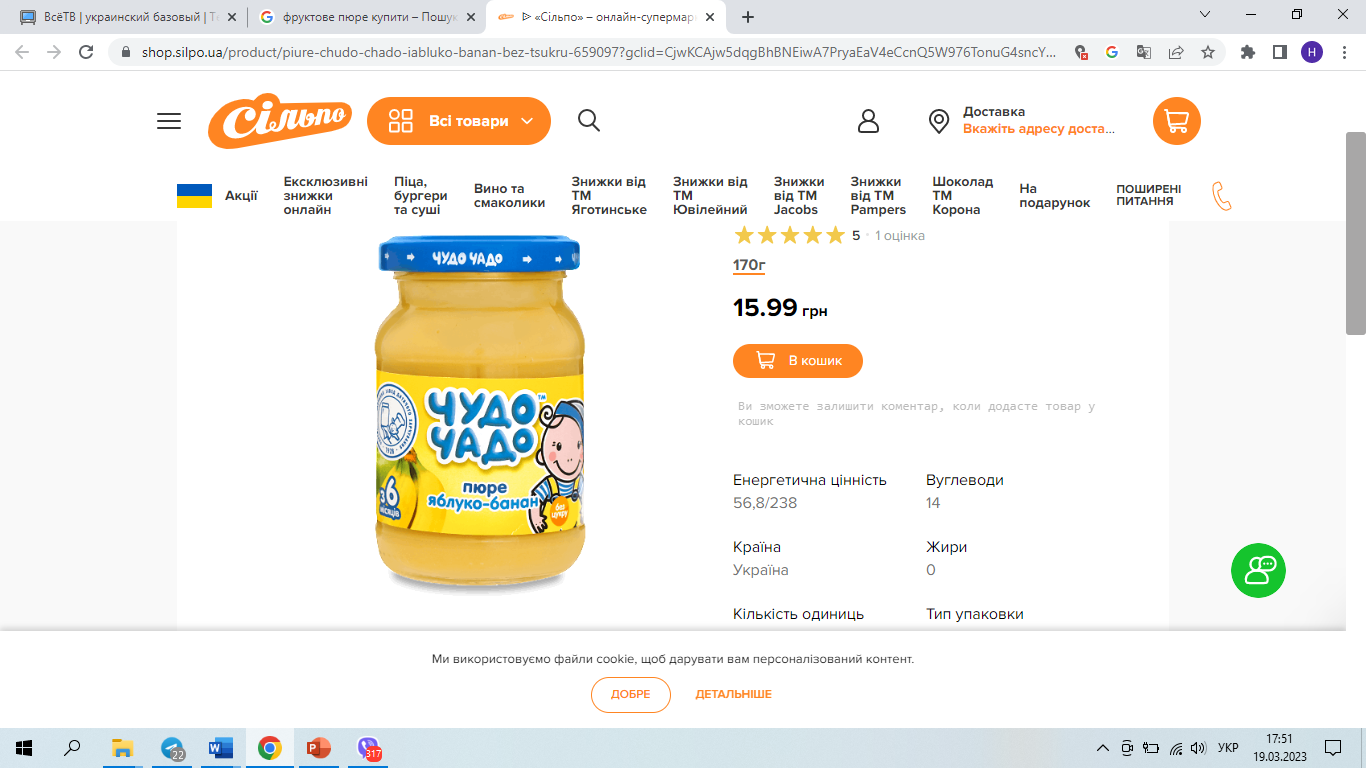 ВсёТВ | украинский базовый | Те
фруктове пюре купити – Пошук
ᐈ «Сільпо» – онлайн-супермарк
shop.silpo.ua/product/piure-chudo-chado-iabluko-banan-bez-tsukru-659097?gclid=CjwKCAjw5dqgBhBNEiwA7PryaEaV4eCcnQ5W976TonuG4sncY...
Н
Сільпо
Всі товари
Доставка
Вкажіть адресу доста...
Акції
Ексклюзивні
знижки
онлайн
Піца,
бургери
та суші
Вино та
смаколики
Знижки від
ТМ
Яготинське
Знижки від
ТМ
Ювілейний
Знижки
від ТМ
Jacobs
Знижки
від ТМ
Pampers
Шоколад
ТМ
Корона
На
подарунок
ПОШИРЕНІ
ПИТАННЯ
5 · 1 оцінка
170г
15.99 грн
В кошик
Ви зможете залишити коментар, коли додасте товар у
кошик
ЧУДО ЧАДО
ЧУДО
ЧАДО
™
пюре
яблуко-банан
з 6
місяців
без
цукру
Енергетична цінність
56,8/238
Вуглеводи
14
Країна
Україна
Жири
0
Кількість одиниць
Тип упаковки
Ми використовуємо файли cookie, щоб дарувати вам персоналізований контент.
ДОБРЕ
ДЕТАЛЬНІШЕ
22
317
УКР
17:51
19.03.2023